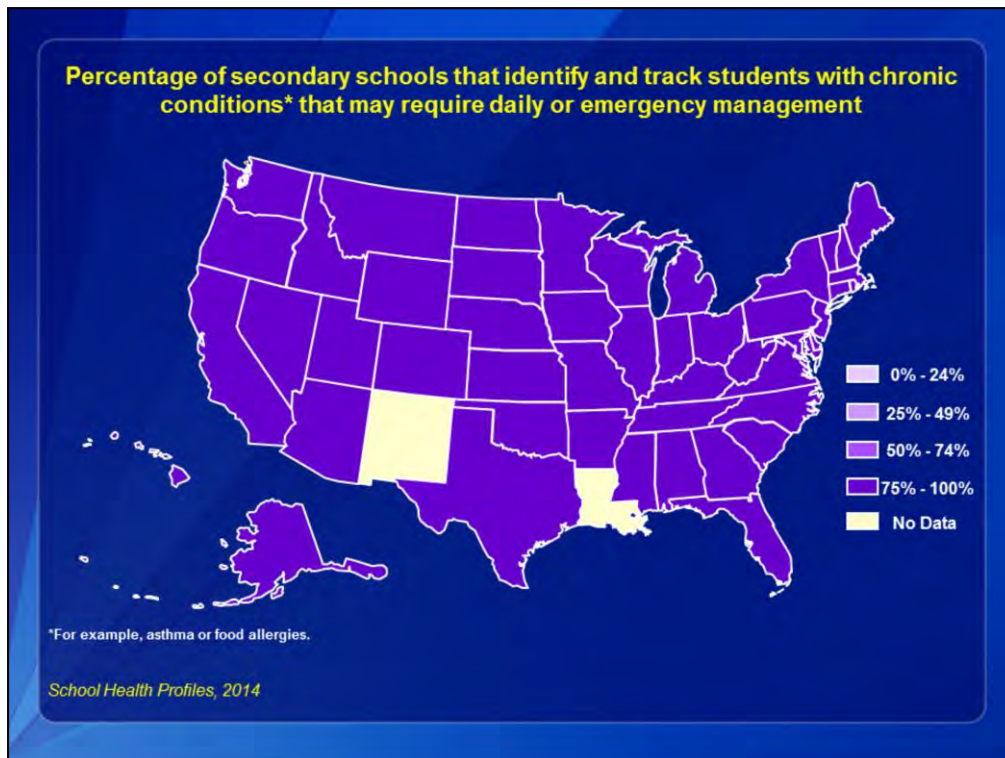 Percentage of secondary schools that identify and track students with chronic
conditions* that may require daily or emergency management
0% - 24%
25% - 49%
50% - 74%
75% - 100%
No Data
*For example, asthma or food allergies.
School Health Profiles, 2014